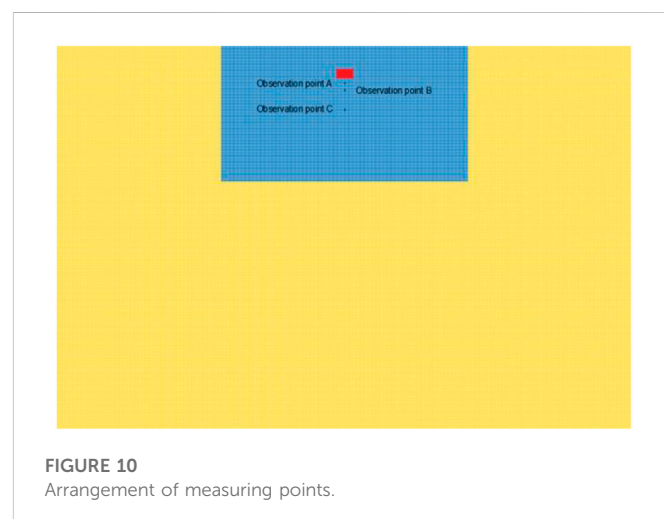 Observation point A
Observation point B
Observation point C
FIGURE 10
Arrangement of measuring points.